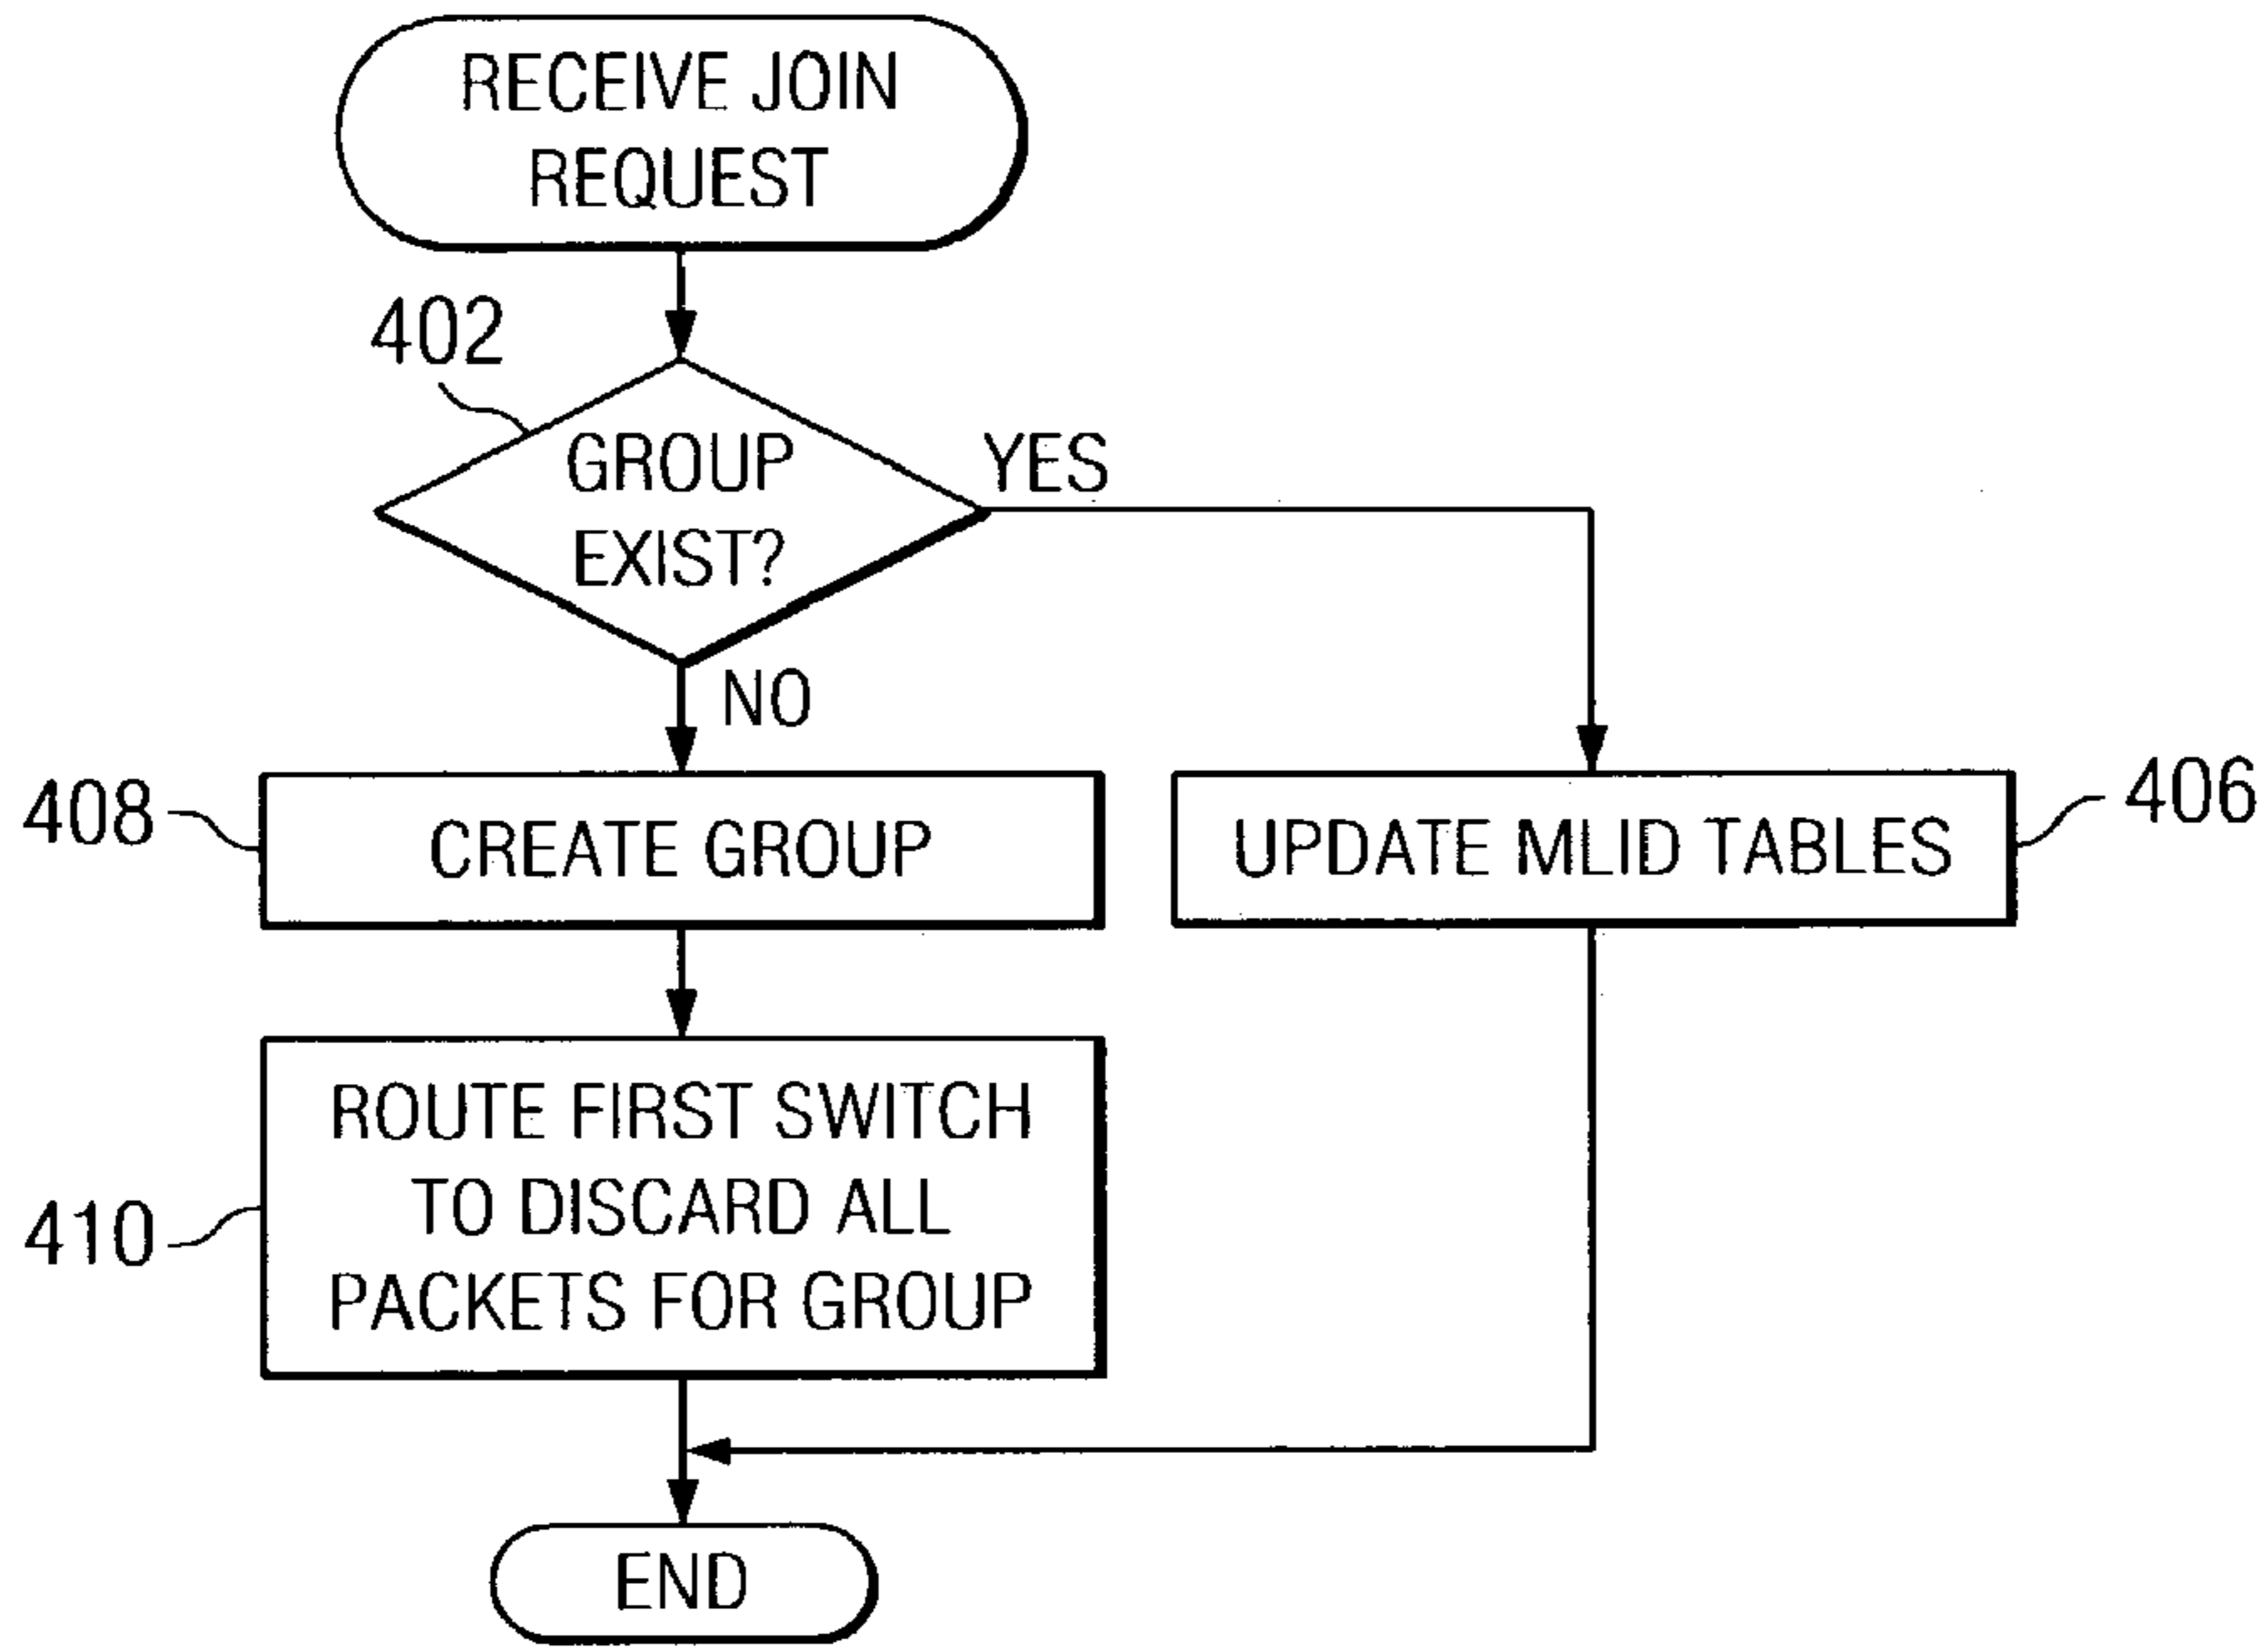 RECEIVE JOIN
REQUEST
402
GROUP
EXIST?
YES
NO
408
CREATE GROUP
UPDATE MLID TABLES
406
410
ROUTE FIRST SWITCH
TO DISCARD ALL
PACKETS FOR GROUP
END